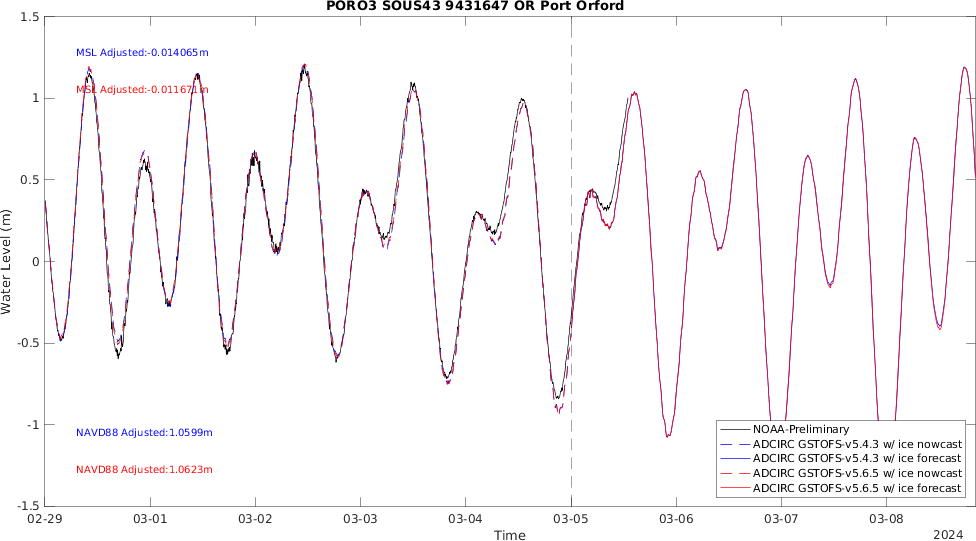 PORO3 SOUS43 9431647 OR Port Orford
1.5
MSL Adjusted:-0.014065m
MSL Adjusted:-0.011671m
1
0.5
0
-0.5
-1
-1.5
Water Level (m)
NAVD88 Adjusted:1.0599m
NAVD88 Adjusted:1.0623m
NOAA-Preliminary
ADCIRC GSTOFS-v5.4.3 w/ ice nowcast
ADCIRC GSTOFS-v5.4.3 w/ ice forecast
ADCIRC GSTOFS-v5.6.5 w/ ice nowcast
ADCIRC GSTOFS-v5.6.5 w/ ice forecast
02-29 03-01 03-02 03-03 03-04 03-05 03-06 03-07 03-08
Time
2024